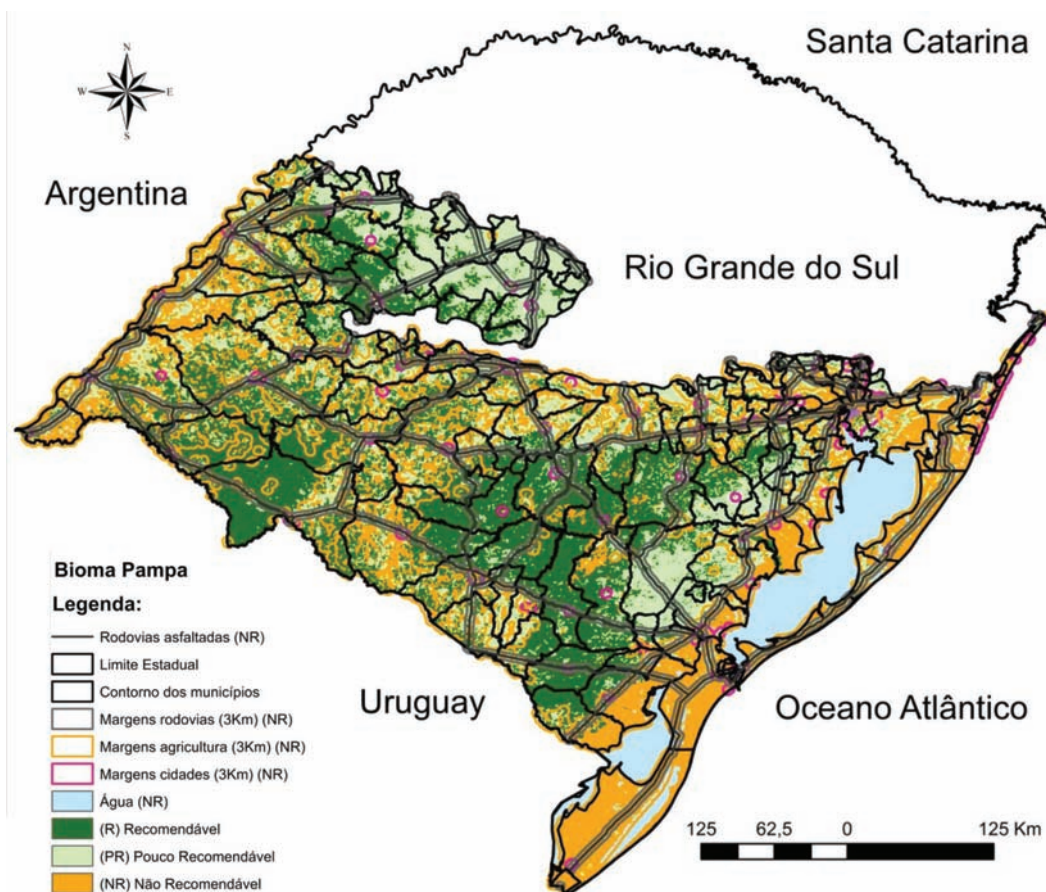 Santa Catarina
N
W E
S
Argentina
Rio Grande do Sul
Bioma Pampa
Legenda:
Rodovias asfaltadas (NR)
Limite Estadual
Contorno dos municípios
Margens rodovias (3Km) (NR)
Margens agricultura (3Km) (NR)
Margens cidades (3Km) (NR)
Água (NR)
(R) Recomendável
(PR) Pouco Recomendável
(NR) Não Recomendável
Uruguay
Oceano Atlântico
125 62,5 0 125 Km